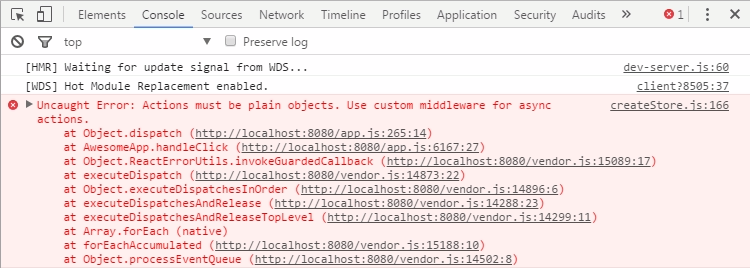 Elements Console Sources Network Timeline Profiles Application Security Audits » 1
top ▼ Preserve log
[HMR] Waiting for update signal from WDS... dev-server.js:60
[WDS] Hot Module Replacement enabled. client?8505:37
Uncaught Error: Actions must be plain objects. Use custom middleware for async createStore.js:166
actions.
at Object.dispatch (http://localhost:8080/app.js:265:14)
at AwesomeApp.handleClick (http://localhost:8080/app.js:6167:27)
at Object.ReactErrorUtils.invokeGuardedCallback (http://localhost:8080/vendor.js:15089:17)
at executeDispatch (http://localhost:8080/vendor.js:14873:22)
at Object.executeDispatchesInOrder (http://localhost:8080/vendor.js:14896:6)
at executeDispatchesAndRelease (http://localhost:8080/vendor.js:14288:23)
at executeDispatchesAndReleaseTopLevel (http://localhost:8080/vendor.js:14299:11)
at Array.forEach (native)
at forEachAccumulated (http://localhost:8080/vendor.js:15188:10)
at Object.processEventQueue (http://localhost:8080/vendor.js:14502:8)